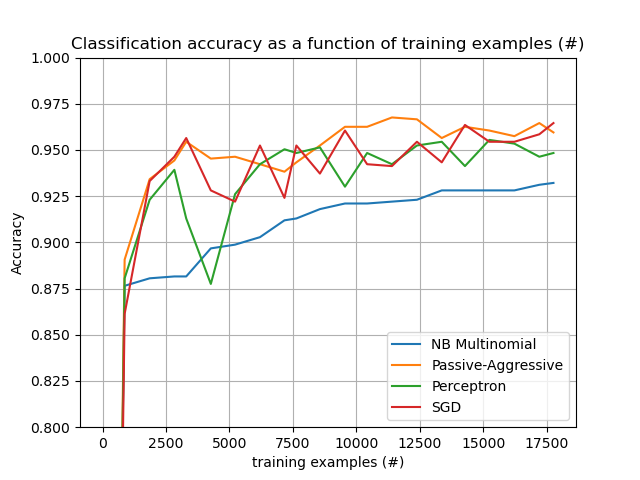 Classification accuracy as a function of training examples (#)
1.000
0.975
0.950
0.925
0.900
0.875
0.850
0.825
0.800
Accuracy
NB Multinomial
Passive-Aggressive
Perceptron
SGD
0 2500 5000 7500 10000 12500 15000 17500
training examples (#)